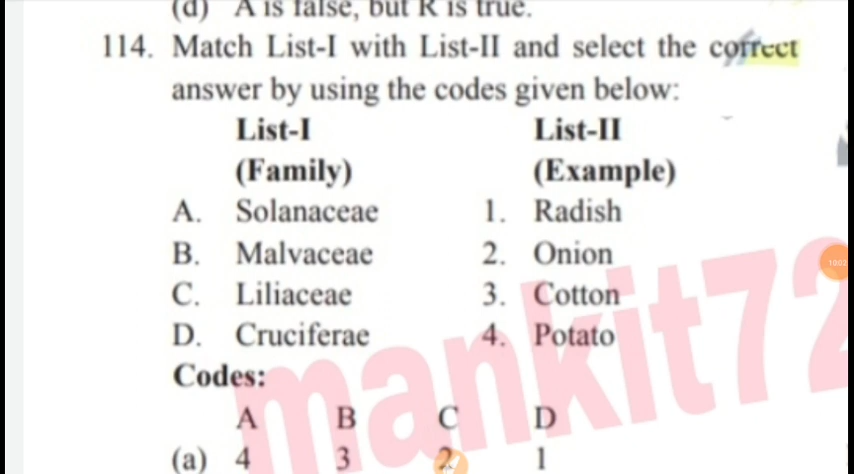 (d) A is false, but R is true.
114. Match List-I with List-II and select the correct
answer by using the codes given below:
List-I List-II
(Family) (Example)
A. Solanaceae 1. Radish
B. Malvaceae 2. Onion
C. Liliaceae 3. Cotton
D. Cruciferae 4. Potato
Codes:
A B C D
(a) 4 3 2 1
mankit72